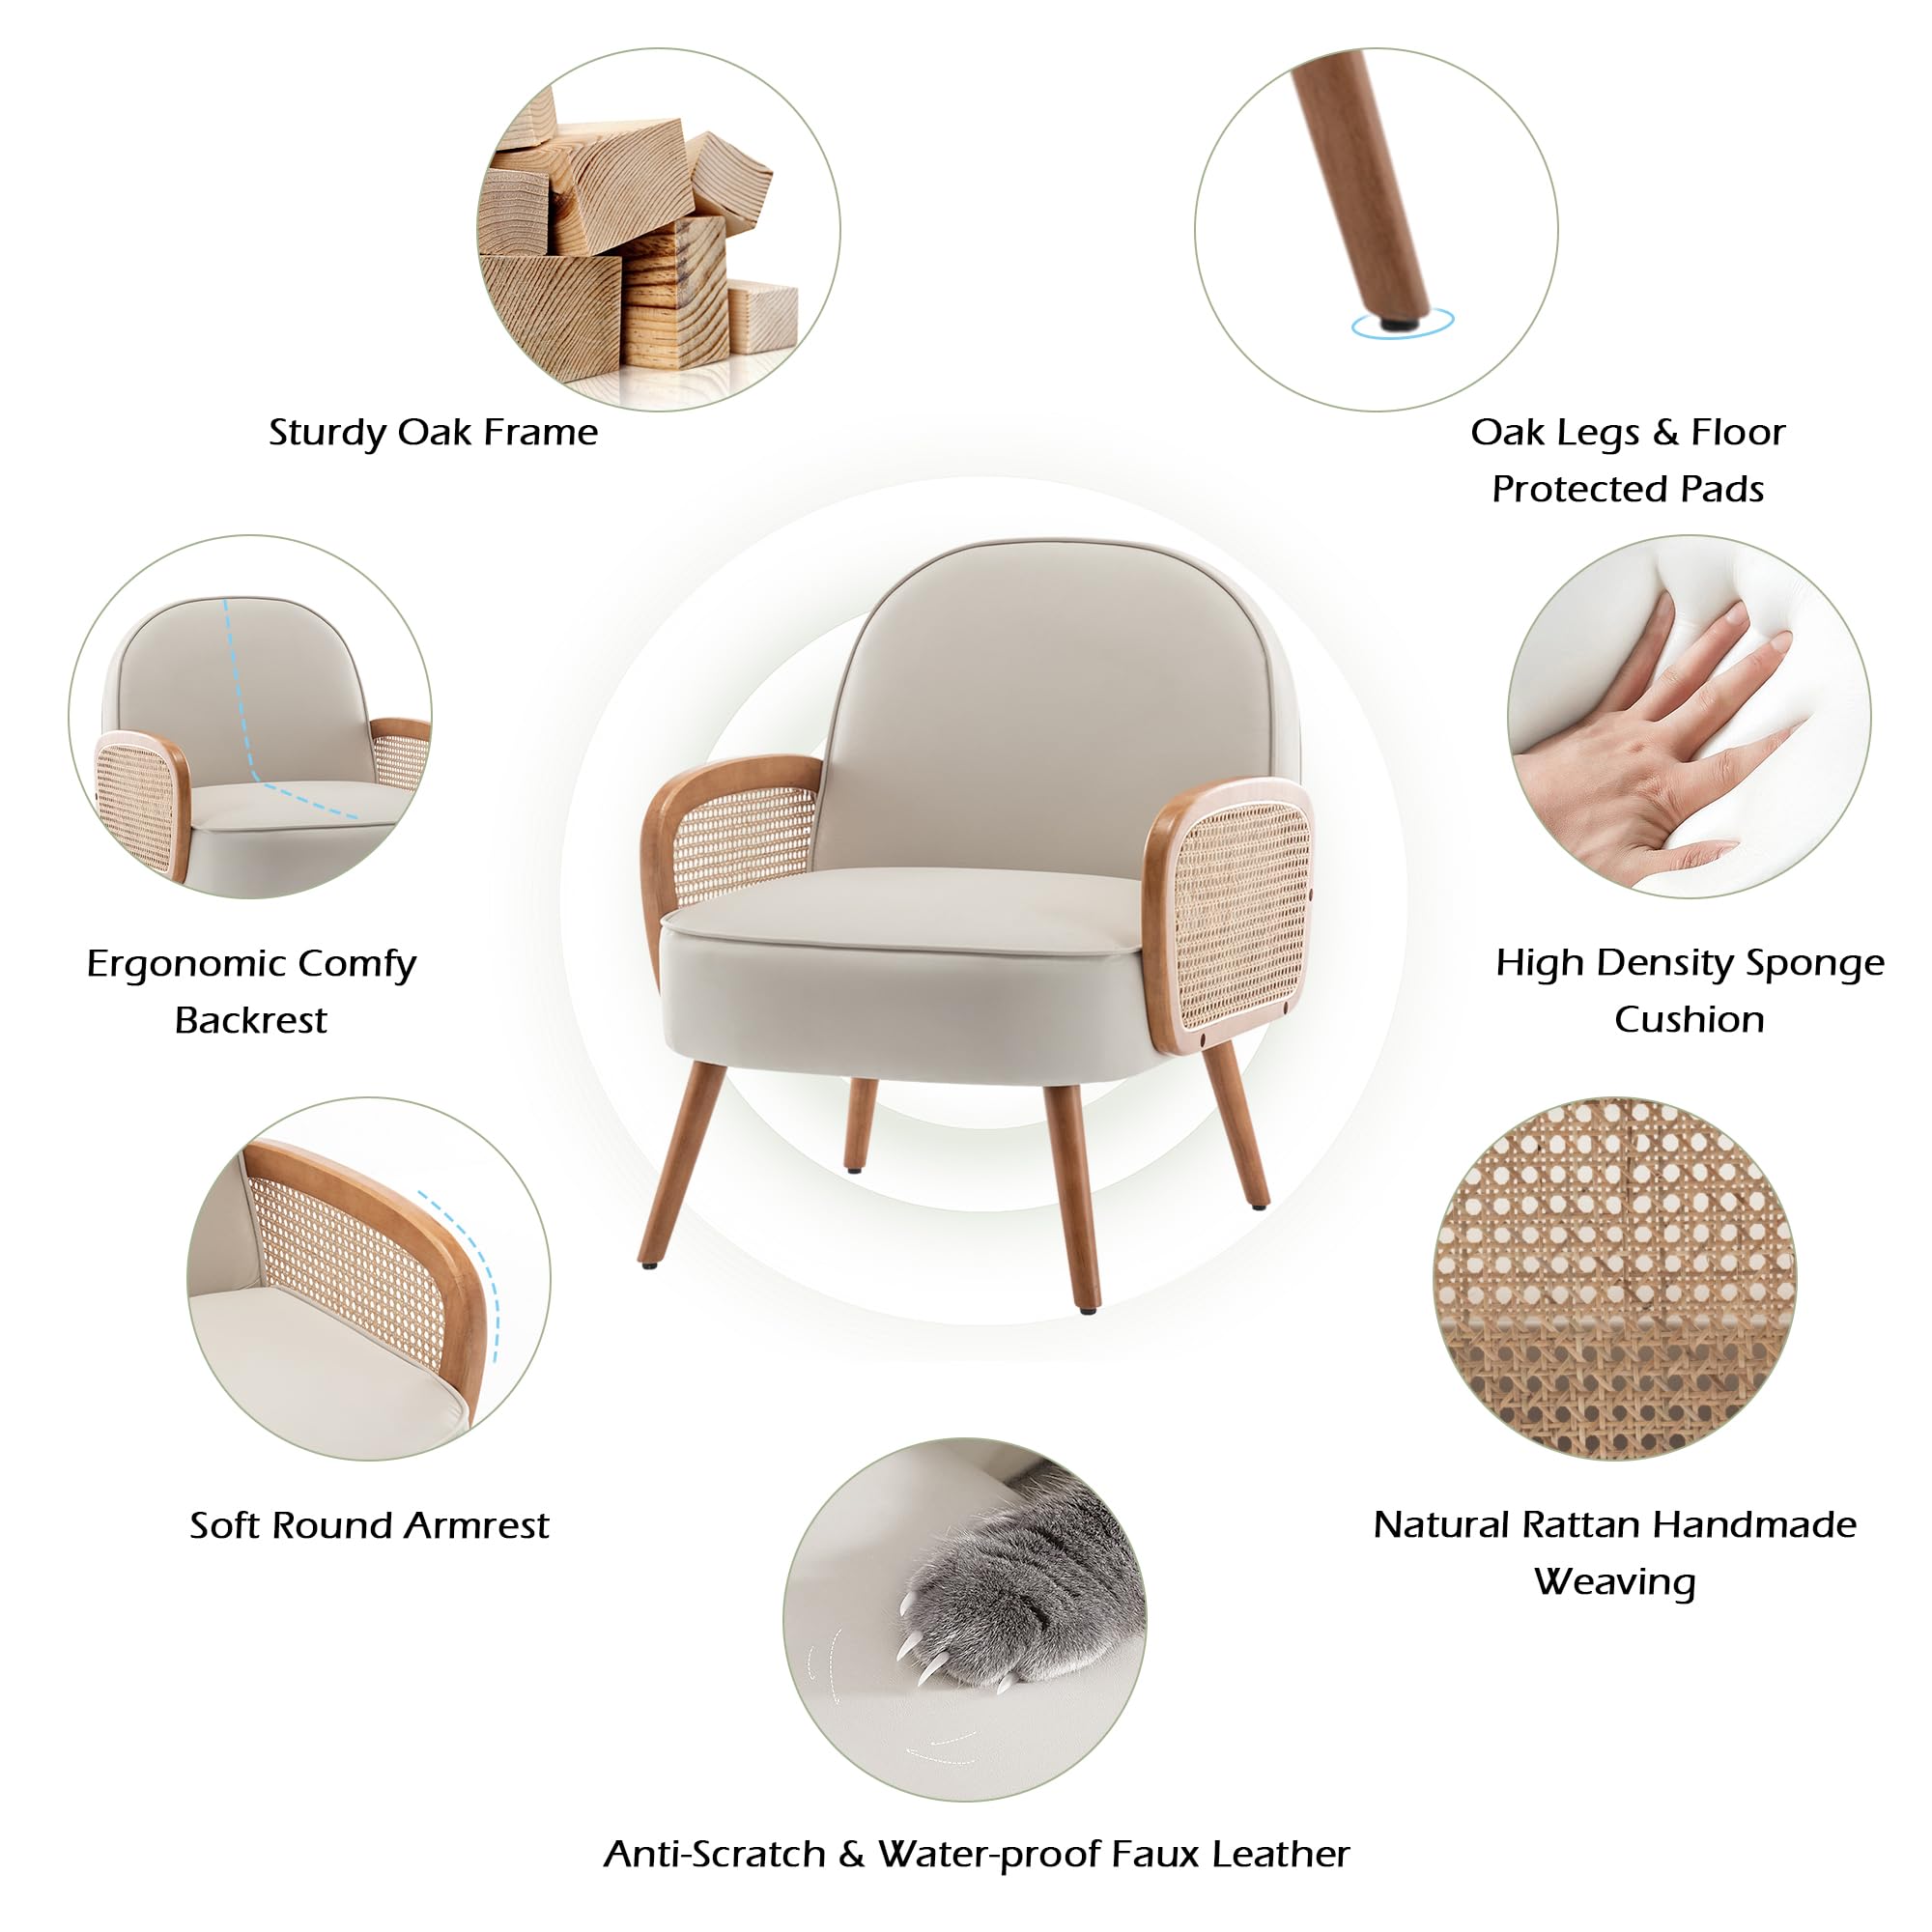 Sturdy Oak Frame
Oak Legs & Floor
Protected Pads
Ergonomic Comfy
Backrest
High Density Sponge
Cushion
Soft Round Armrest
Natural Rattan Handmade
Weaving
Anti-Scratch & Water-proof Faux Leather